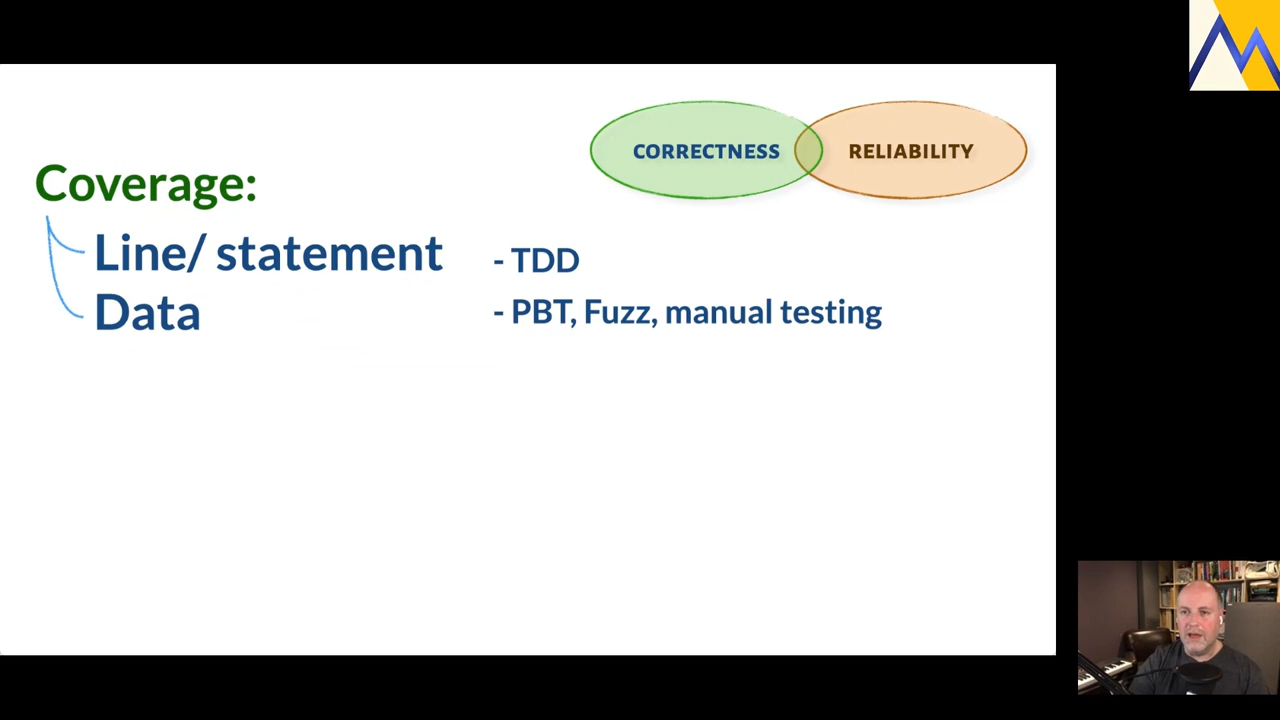 CORRECTNESS RELIABILITY
Coverage:
Line/ statement - TDD
Data - PBT, Fuzz, manual testing